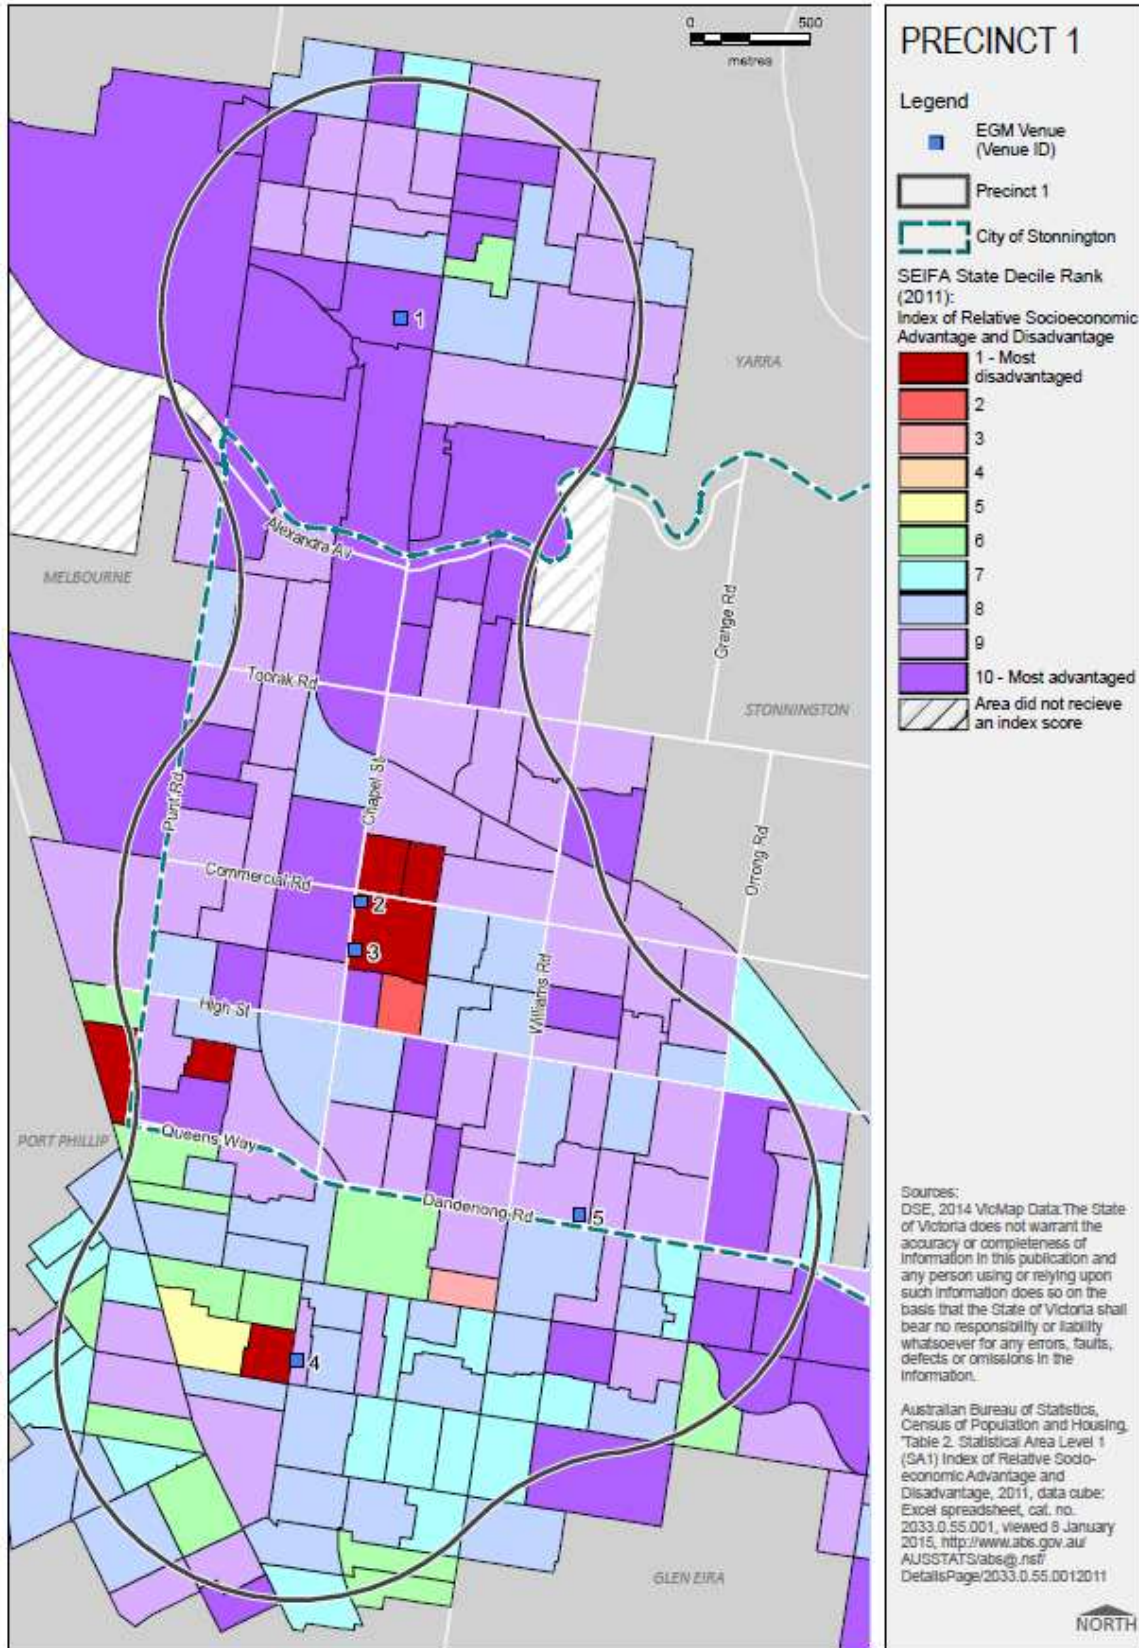 0 500
metres
1
YARRA
Alexandra Av
MELBOURNE
Grange Rd
Toorak Rd
STONNINGTON
Chapel St
Punt Rd
Orrong Rd
Commercial Rd
2
3
Williams Rd
High St
PORT PHILLIP
Queens Way
Dandenong Rd
5
4
GLEN EIRA
PRECINCT 1
Legend
EGM Venue
(Venue ID)
Precinct 1
City of Stonnington
SEIFA State Decile Rank
(2011):
Index of Relative Socioeconomic
Advantage and Disadvantage
1 - Most
disadvantaged
2
3
4
5
6
7
8
9
10 - Most advantaged
Area did not recieve
an index score
Sources:
DSE, 2014 VicMap Data:The State
of Victoria does not warrant the
accuracy or completeness of
information in this publication and
any person using or relying upon
such information does so on the
basis that the State of Victoria shall
bear no responsibility or liability
whatsoever for any errors, faults,
defects or omissions in the
information.
Australian Bureau of Statistics,
Census of Population and Housing,
'Table 2. Statistical Area Level 1
(SA1) Index of Relative Socio-
economic Advantage and
Disadvantage, 2011, data cube:
Excel spreadsheet, cat. no.
2033.0.55.001, viewed 8 January
2015, http://www.abs.gov.au/
AUSSTATS/abs@.nsf/
DetailsPage/2033.0.55.0012011
NORTH